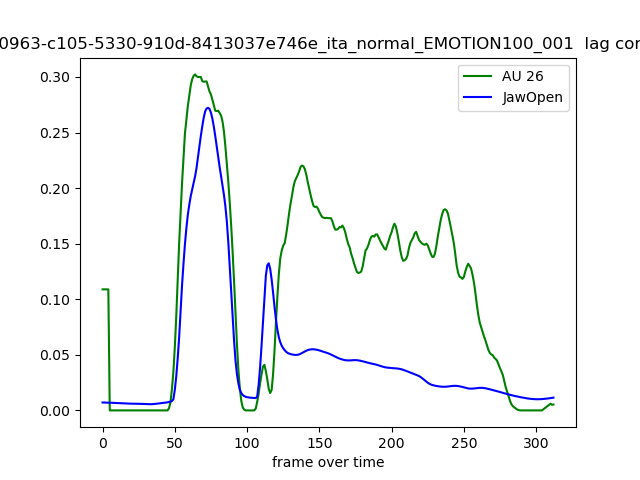 0963-c105-5330-910d-8413037e746e_ita_normal_EMOTION100_001 lag cor
AU 26
JawOpen
0.30
0.25
0.20
0.15
0.10
0.05
0.00
0 50 100 150 200 250 300
frame over time